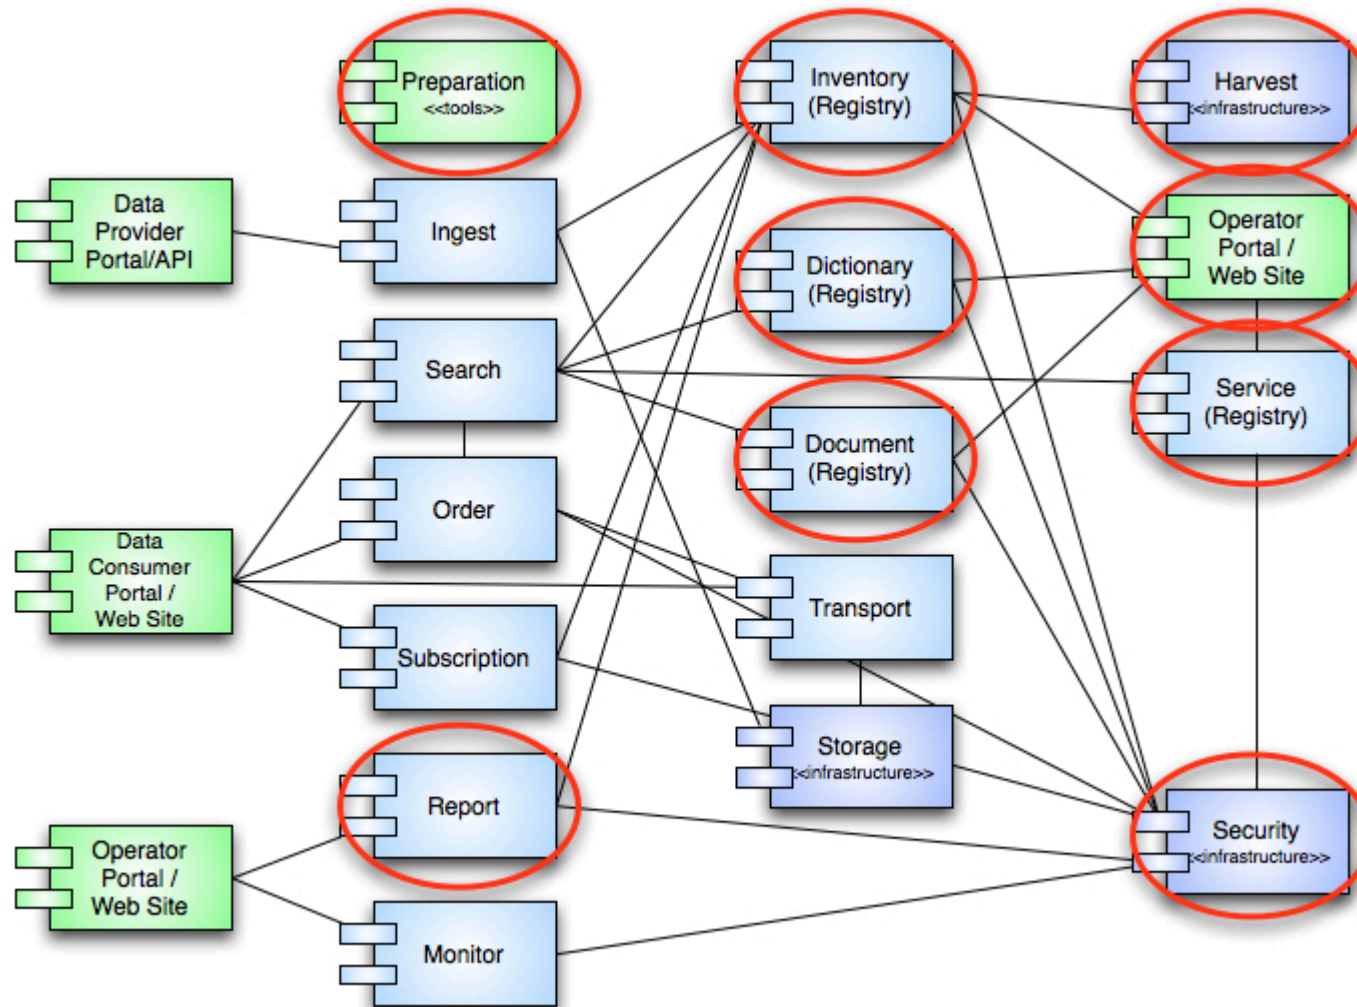 Preparation
<<tools>>
Inventory
(Registry)
Harvest
<<infrastructure>>
Data
Provider
Portal/API
Ingest
Dictionary
(Registry)
Operator
Portal /
Web Site
Search
Service
(Registry)
Document
(Registry)
Order
Data
Consumer
Portal /
Web Site
Transport
Subscription
Storage
<<infrastructure>>
Report
Security
<<infrastructure>>
Operator
Portal /
Web Site
Monitor